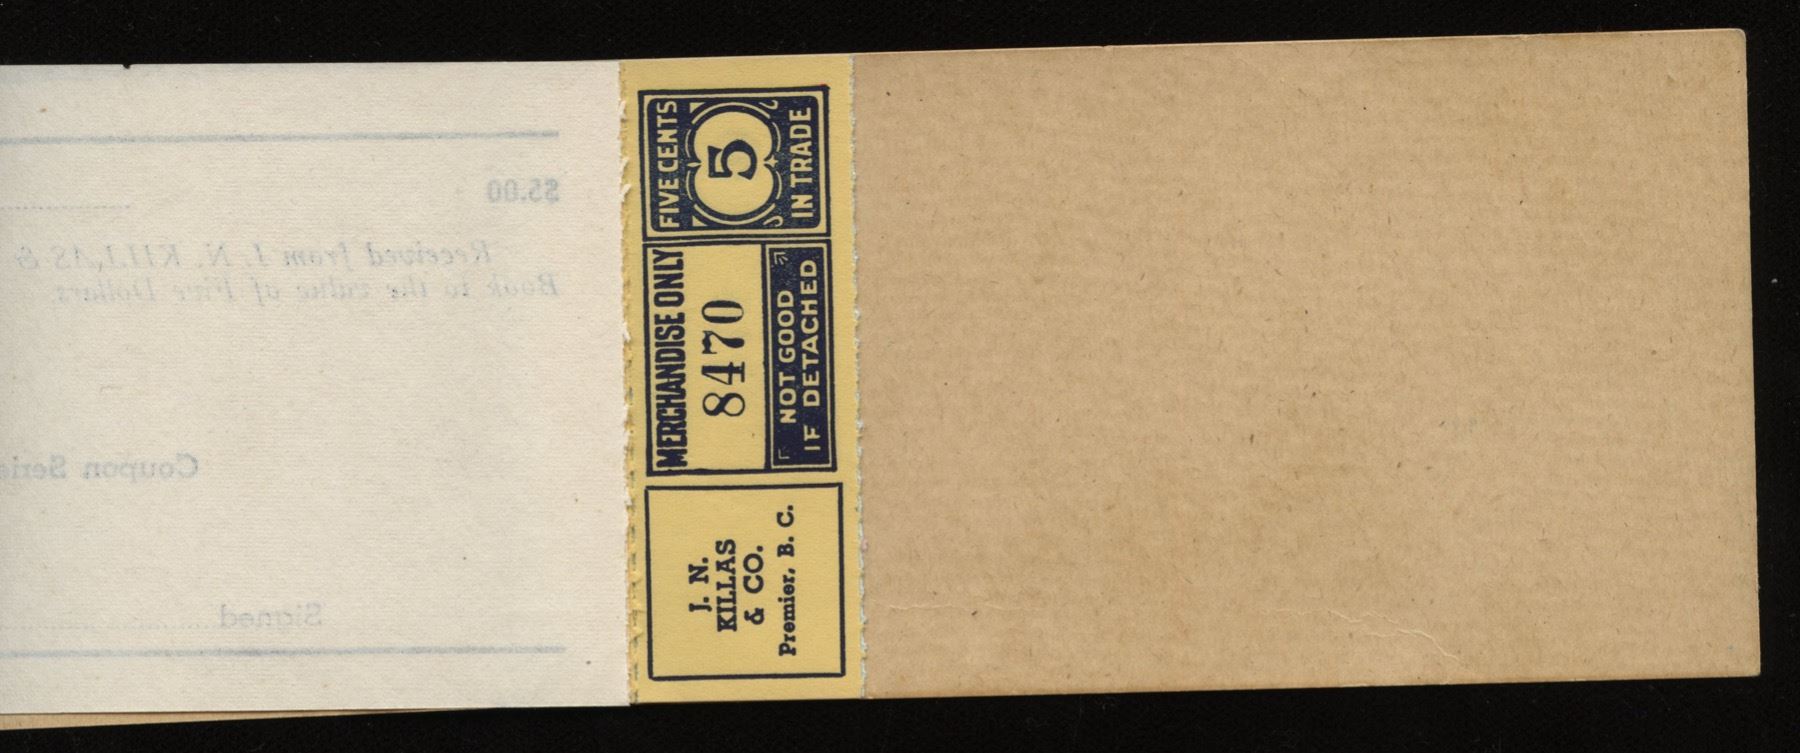 FIVE CENTS
5
IN TRADE
MERCHANDISE ONLY
8470
NOT GOOD
IF DETACHED
J. N.
KILLAS
& CO.
Premier, B. C.
$5.00
Received from J. N. KILLAS &
Book to the value of Five Dollars.
Coupon Serie
Signed